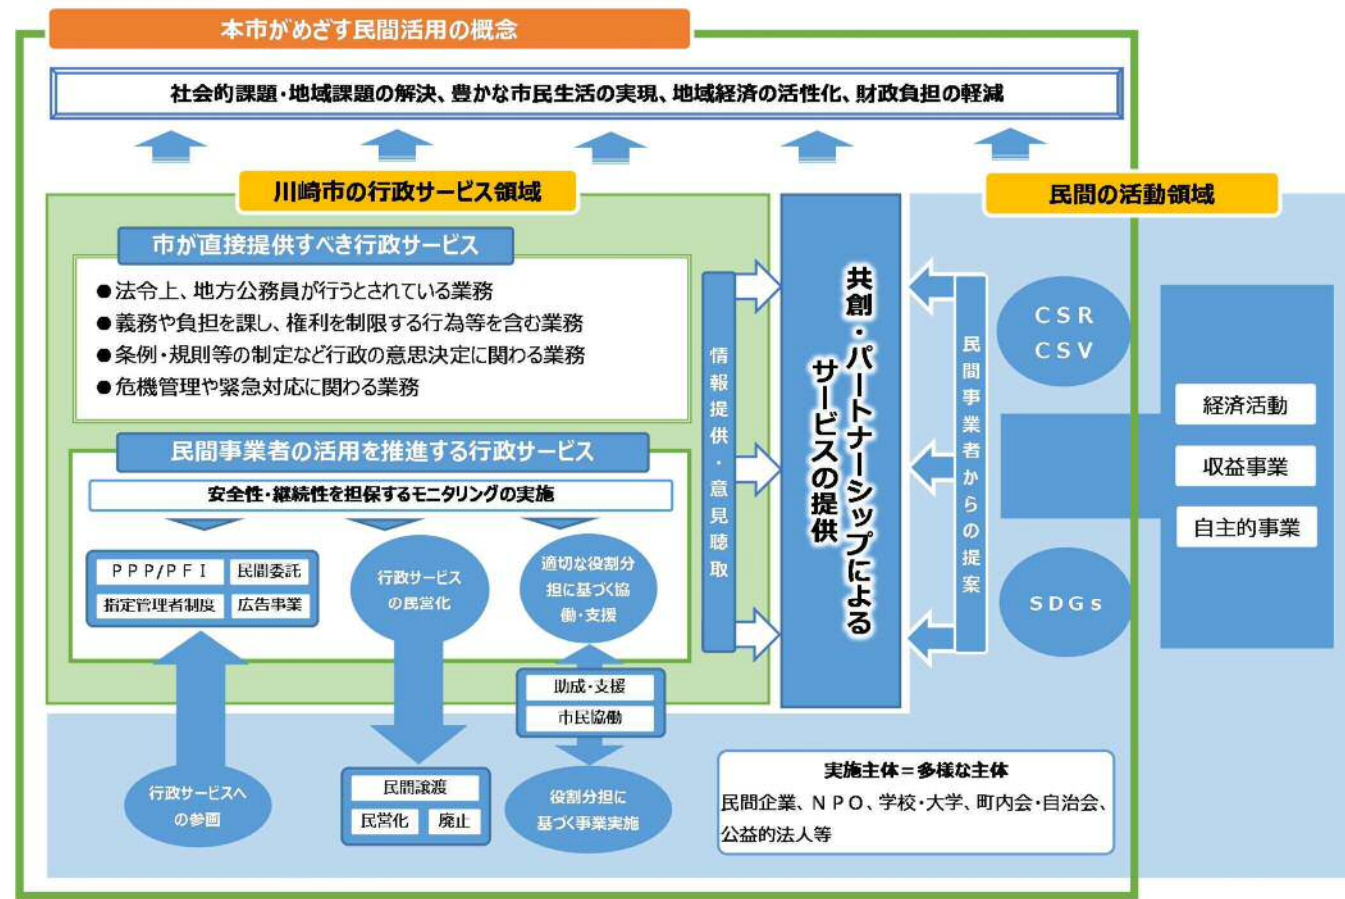 本市がめざす民間活用の概念
社会的課題・地域課題の解決、豊かな市民生活の実現、地域経済の活性化、財政負担の軽減
川崎市の行政サービス領域
民間の活動領域
市が直接提供すべき行政サービス
●法令上、地方公務員が行うとされている業務
●義務や負担を課し、権利を制限する行為等を含む業務
●条例・規則等の制定など行政の意思決定に関わる業務
●危機管理や緊急対応に関わる業務
民間事業者の活用を推進する行政サービス
安全性・継続性を担保するモニタリングの実施
ＰＰＰ/ＰＦＩ
民間委託
指定管理者制度
広告事業
行政サービス
の民営化
適切な役割分
担に基づく協
働・支援
情報提供・意見聴取
共創・パートナーシップによる
サービスの提供
民間事業者からの提案
ＣＳＲ
ＣＳＶ
ＳＤＧｓ
経済活動
収益事業
自主的事業
助成・支援
市民協働
行政サービスへ
の参画
民間譲渡
民営化
廃止
役割分担に
基づく事業実施
実施主体＝多様な主体
民間企業、ＮＰＯ、学校・大学、町内会・自治会、
公益的法人等